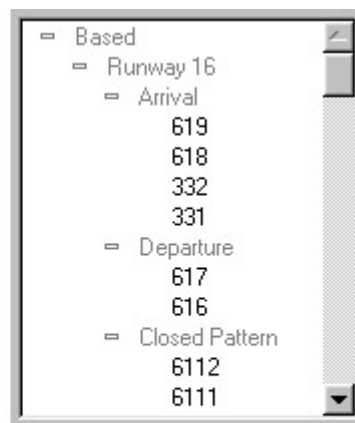 Based
Runway 16
Arrival
619
618
332
331
Departure
617
616
Closed Pattern
6112
6111